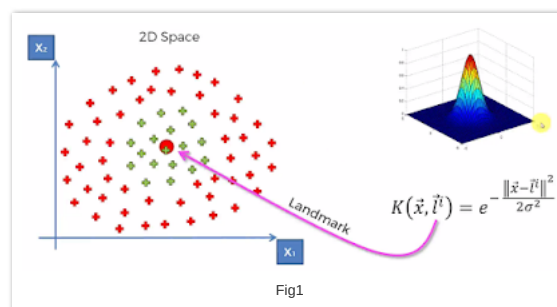 2D Space
X₂
Landmark
K(x⃗, l⃗ⁱ) = e^{-‖x⃗-l⃗ⁱ‖²/2σ²}
X₁
Fig1